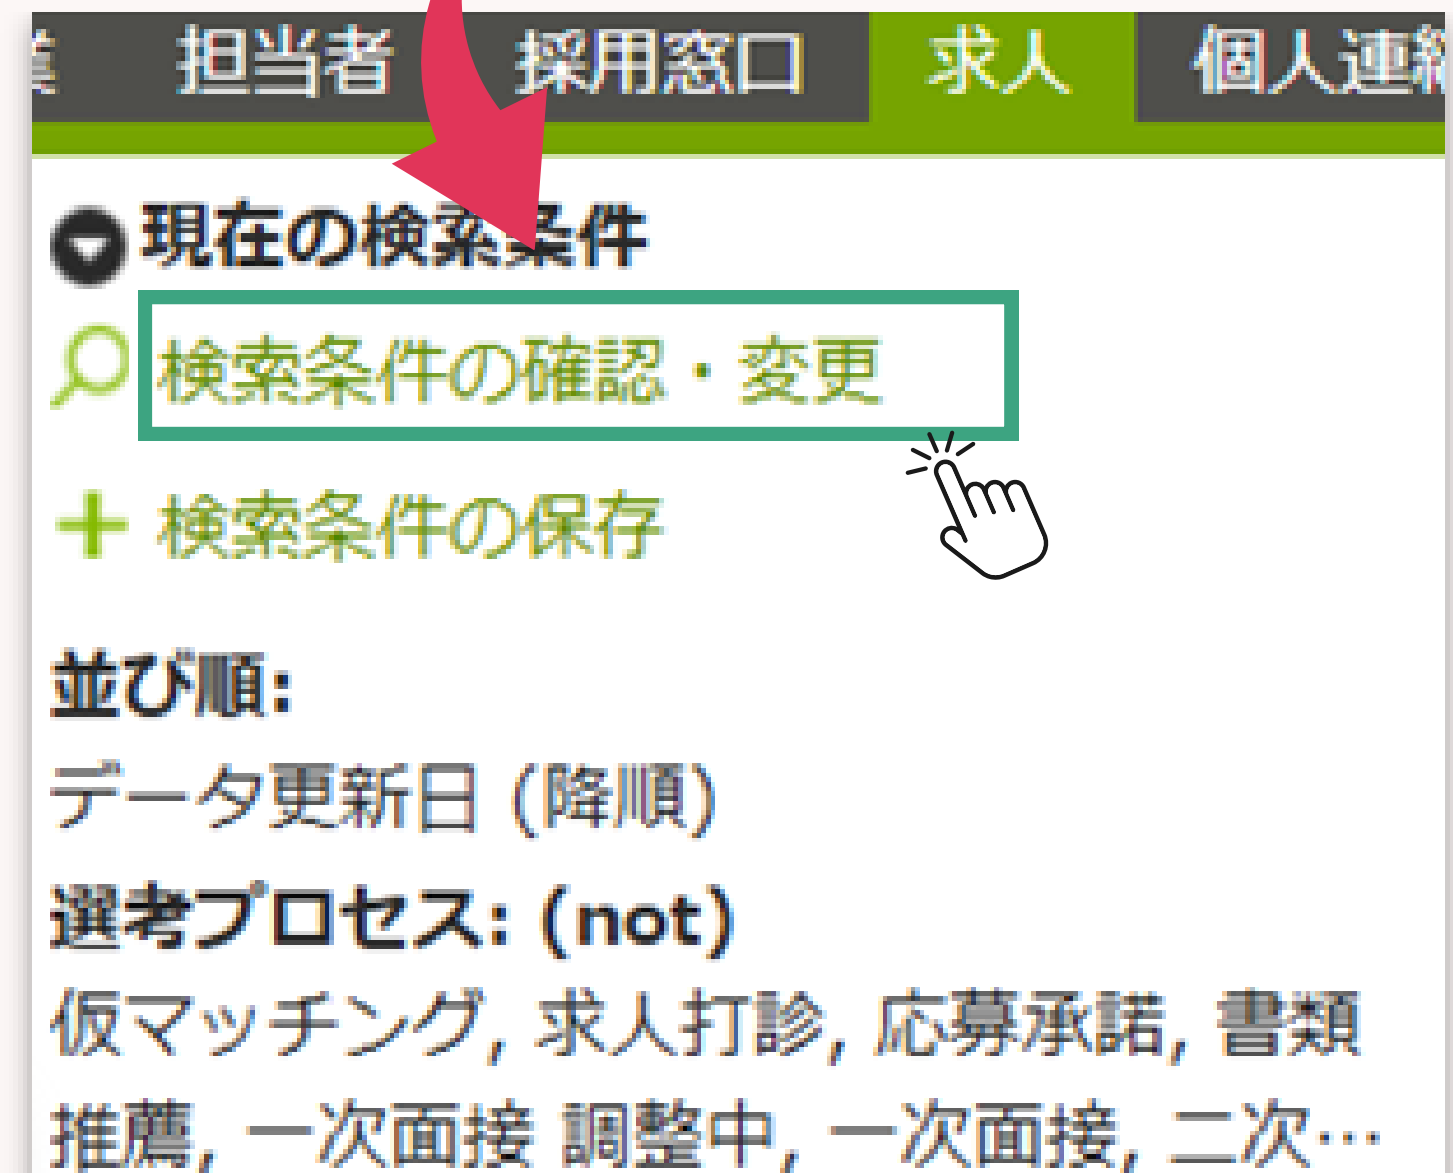 担当者 採用窓口 求人 個人連絡
現在の検索条件
検索条件の確認・変更
検索条件の保存
並び順:
データ更新日 (降順)
選考プロセス: (not)
仮マッチング, 求人打診, 応募承諾, 書類
推薦, 一次面接 調整中, 一次面接, 二次…